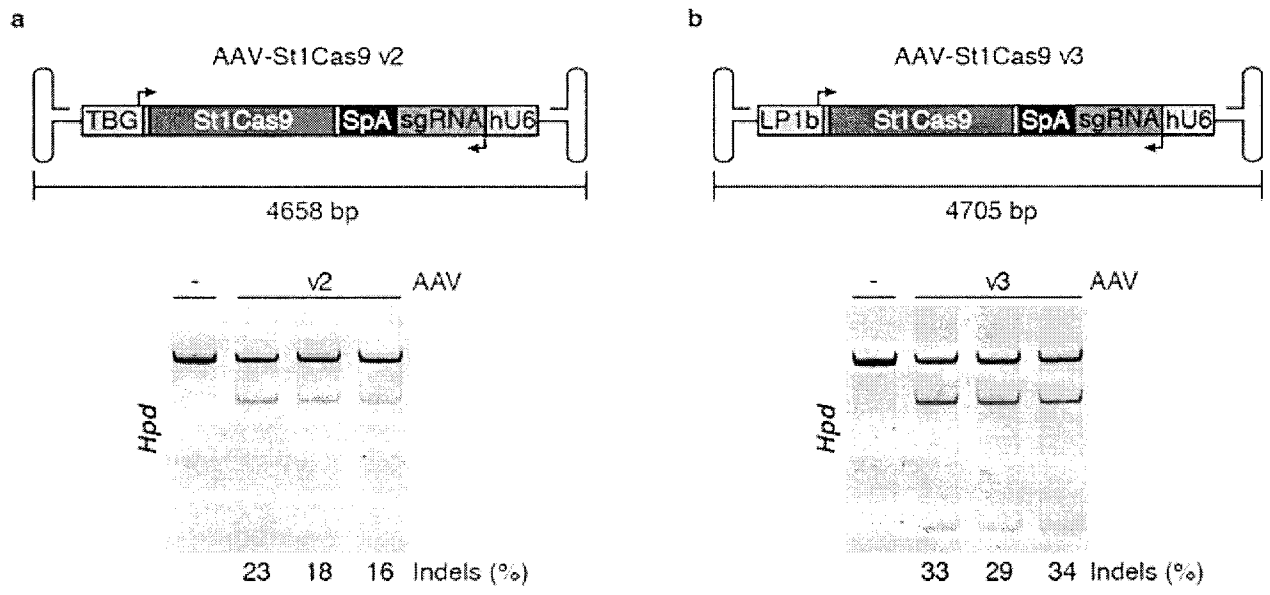 a
AAV-St1Cas9 v2
TBG St1Cas9 SpA sgRNA hU6
4658 bp
- v2 AAV
Hpd
23 18 16 Indels (%)
b
AAV-St1Cas9 v3
LP1b St1Cas9 SpA sgRNA hU6
4705 bp
- v3 AAV
Hpd
33 29 34 Indels (%)